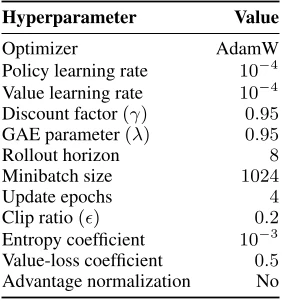 Hyperparameter Value
Optimizer AdamW
Policy learning rate 10⁻⁴
Value learning rate 10⁻⁴
Discount factor (γ) 0.95
GAE parameter (λ) 0.95
Rollout horizon 8
Minibatch size 1024
Update epochs 4
Clip ratio (ϵ) 0.2
Entropy coefficient 10⁻³
Value-loss coefficient 0.5
Advantage normalization No